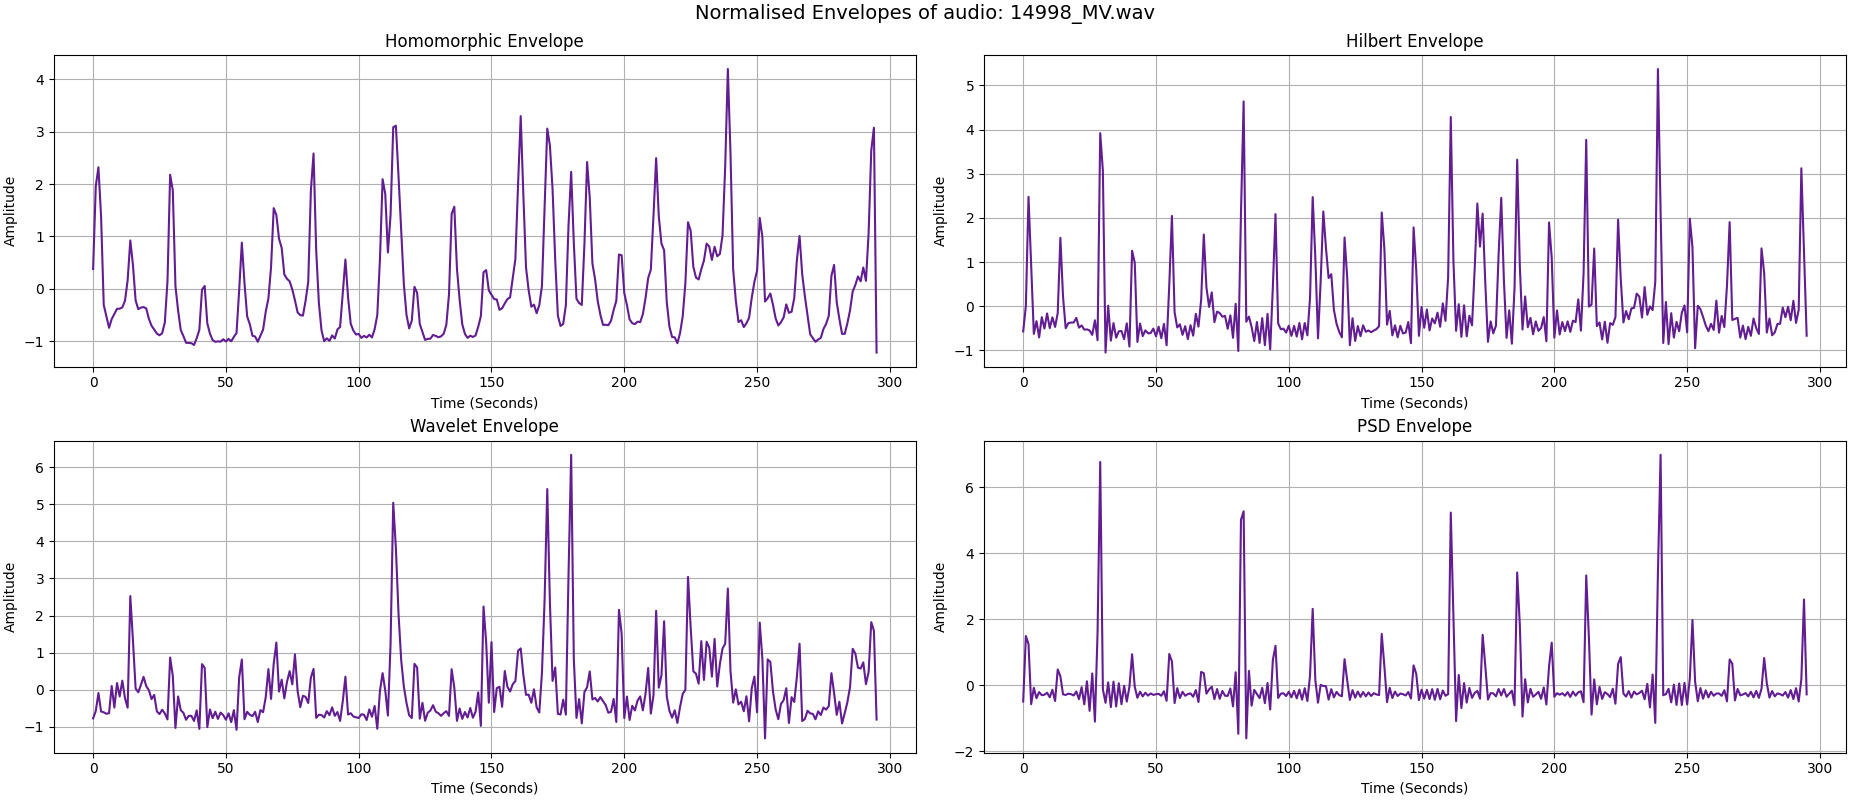 Normalised Envelopes of audio: 14998_MV.wav
Homomorphic Envelope
Amplitude
4
3
2
1
0
−1
0 50 100 150 200 250 300
Time (Seconds)
Hilbert Envelope
Amplitude
5
4
3
2
1
0
−1
0 50 100 150 200 250 300
Time (Seconds)
Wavelet Envelope
Amplitude
6
5
4
3
2
1
0
−1
0 50 100 150 200 250 300
Time (Seconds)
PSD Envelope
Amplitude
6
4
2
0
−2
0 50 100 150 200 250 300
Time (Seconds)